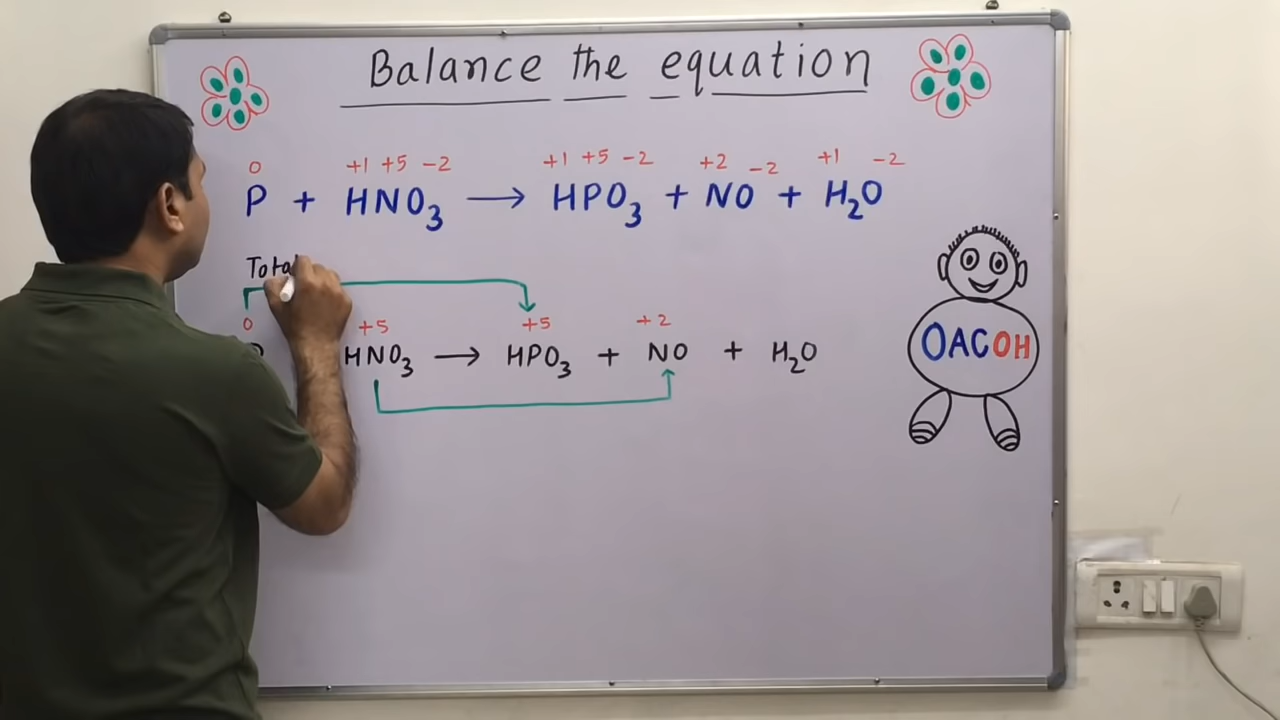 Balance the equation
0 +1 +5 -2 +1 +5 -2 +2 -2 +1 -2
P + HNO₃ → HPO₃ + NO + H₂O
Tota
0 +5 +5 +2
HNO₃ → HPO₃ + NO + H₂O
OACOH